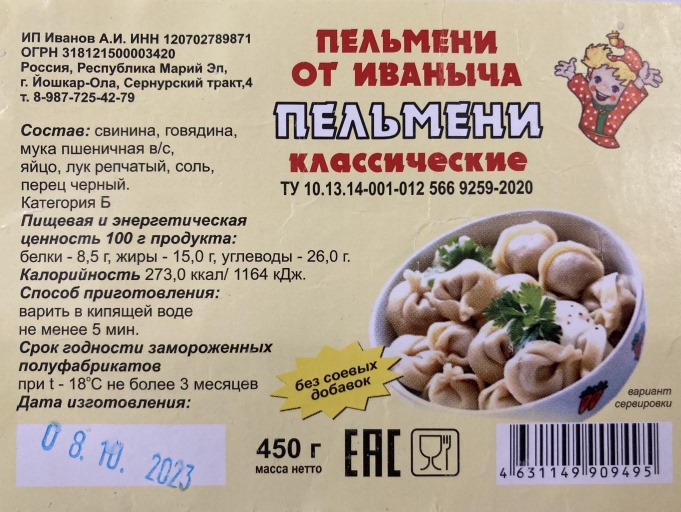 ИП Иванов А.И. ИНН 120702789871
ОГРН 318121500003420
Россия, Республика Марий Эл,
г. Йошкар-Ола, Сернурский тракт,4
т. 8-987-725-42-79
Состав: свинина, говядина,
мука пшеничная в/с,
яйцо, лук репчатый, соль,
перец черный.
Категория Б
Пищевая и энергетическая
ценность 100 г продукта:
белки - 8,5 г, жиры - 15,0 г, углеводы - 26,0 г.
Калорийность 273,0 ккал/ 1164 кДж.
Способ приготовления:
варить в кипящей воде
не менее 5 мин.
Срок годности замороженных
полуфабрикатов
при t - 18°С не более 3 месяцев
Дата изготовления:
08.10.2023
ПЕЛЬМЕНИ
ОТ ИВАНЫЧА
ПЕЛЬМЕНИ
КЛАССИЧЕСКИЕ
ТУ 10.13.14-001-012 566 9259-2020
без соевых
добавок
вариант
сервировки
450 г
масса нетто
ЕАС
4 631149 909495